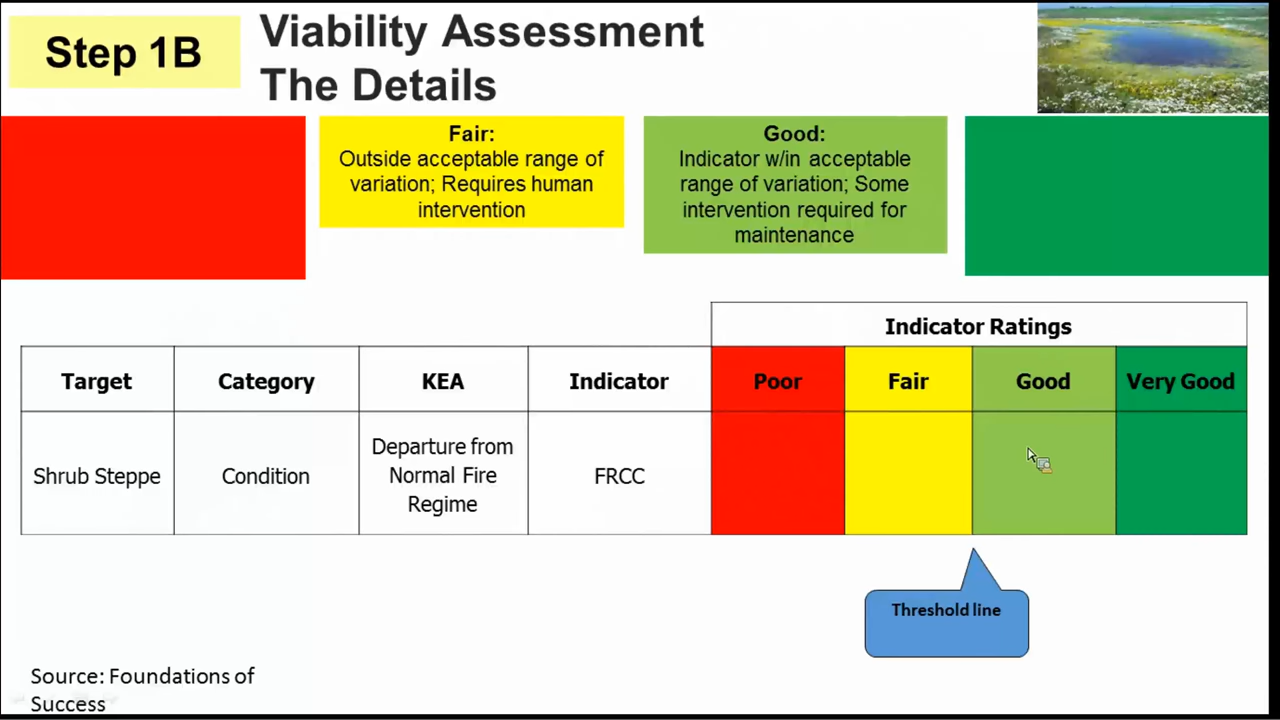 Step 1B
Viability Assessment
The Details
Fair:
Outside acceptable range of
variation; Requires human
intervention
Good:
Indicator w/in acceptable
range of variation; Some
intervention required for
maintenance
Indicator Ratings
Target
Category
KEA
Indicator
Poor
Fair
Good
Very Good
Shrub Steppe
Condition
Departure from
Normal Fire
Regime
FRCC
Threshold line
Source: Foundations of
Success